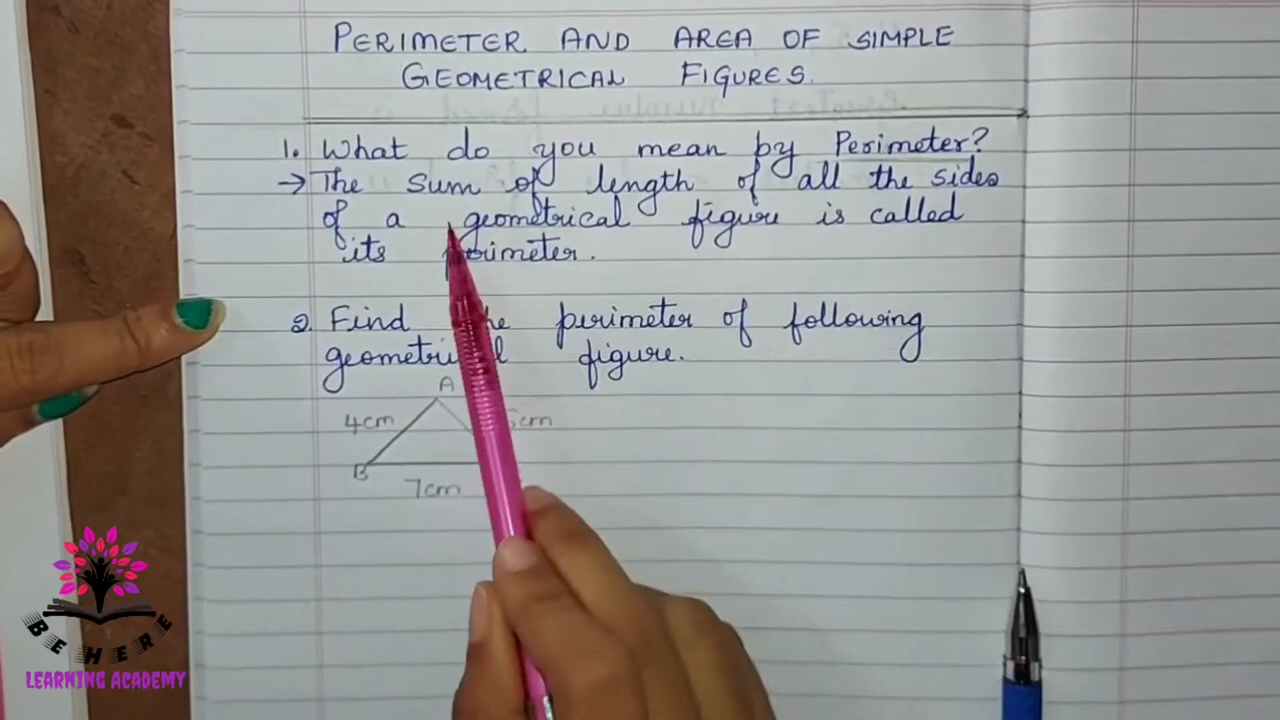 PERIMETER AND AREA OF SIMPLE
GEOMETRICAL FIGURES.
1. What do you mean by Perimeter?
→ The sum of length of all the sides
of a geometrical figure is called
its perimeter.
2. Find the perimeter of following
geometrical figure.
A
4cm
B
7cm
BE HERE
LEARNING ACADEMY